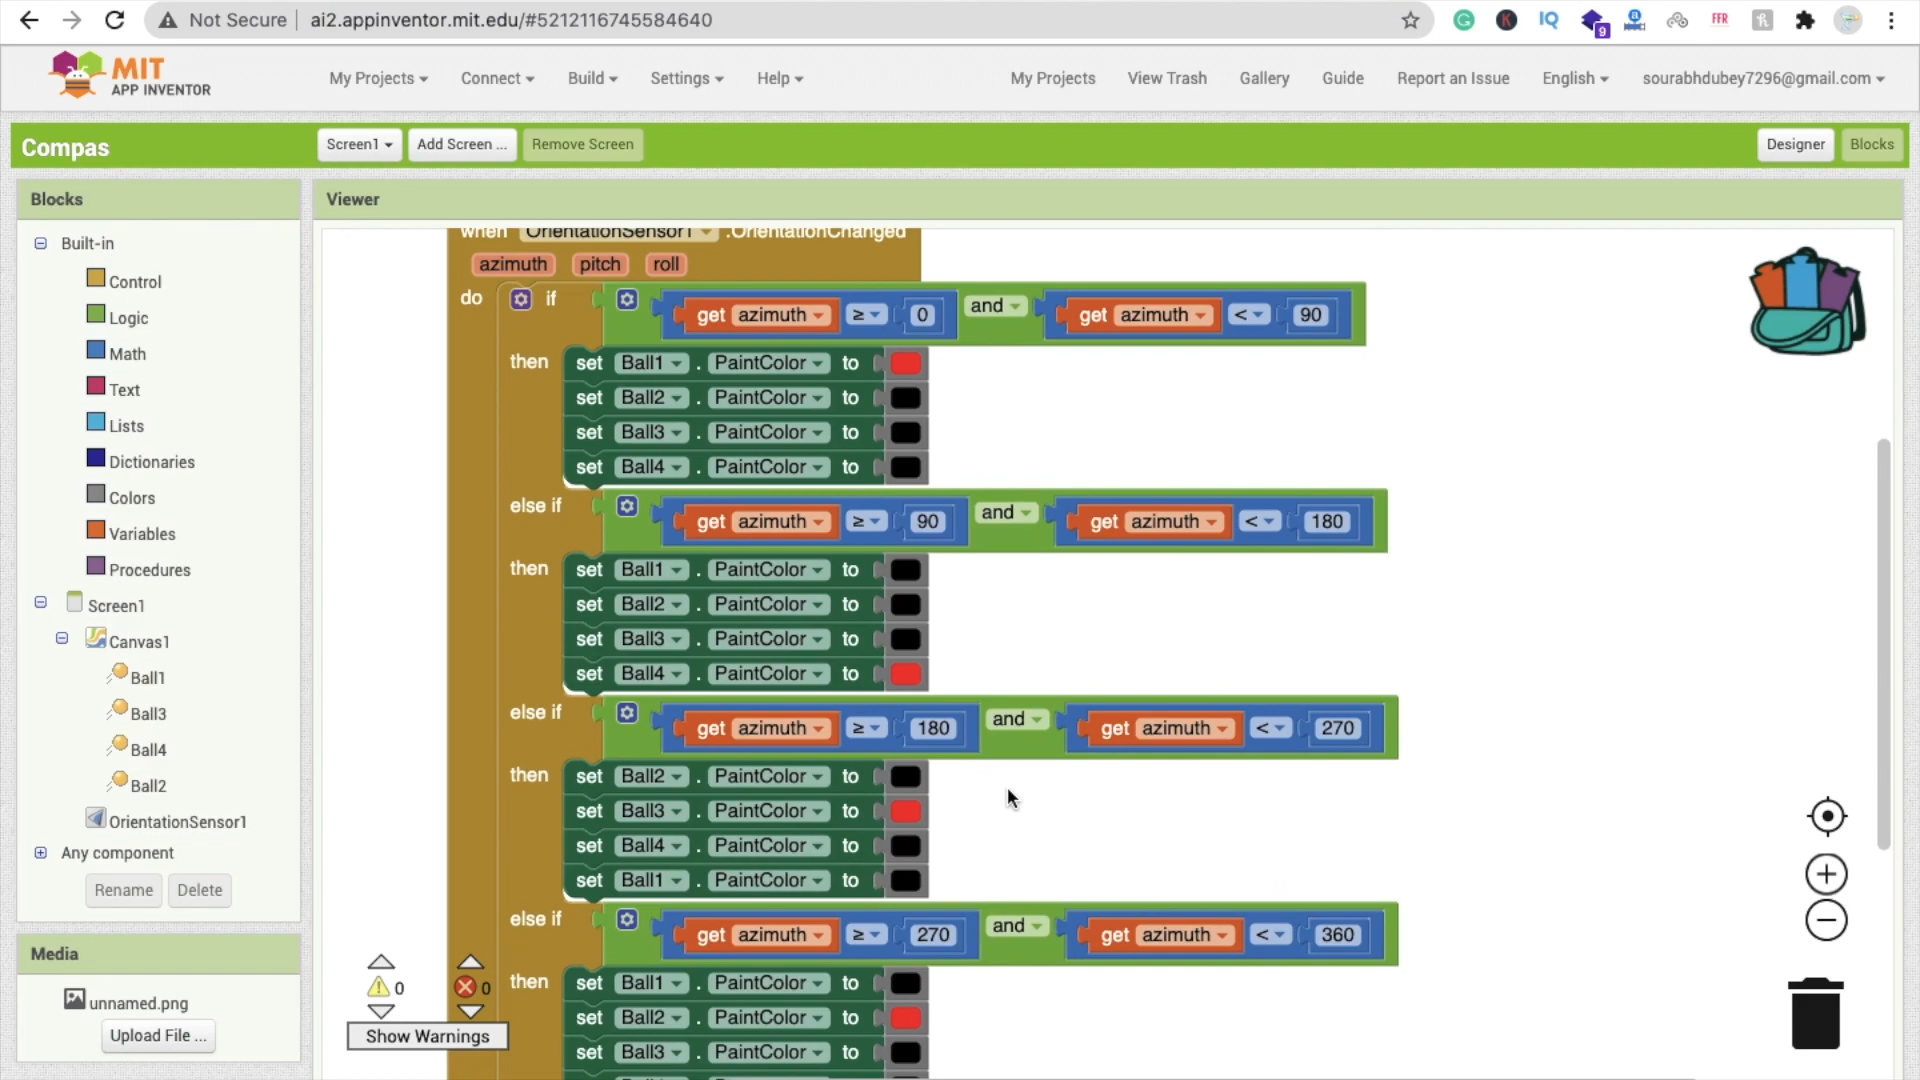 Not Secure ai2.appinventor.mit.edu/#5212116745584640
K IQ 9 a FFR
MIT APP INVENTOR
My Projects Connect Build Settings Help My Projects View Trash Gallery Guide Report an Issue English sourabhdubey7296@gmail.com
Compas Screen1 Add Screen ... Remove Screen Designer Blocks
Blocks
Built-in
Control
Logic
Math
Text
Lists
Dictionaries
Colors
Variables
Procedures
Screen1
Canvas1
Ball1
Ball3
Ball4
Ball2
OrientationSensor1
Any component
Rename Delete
Media
unnamed.png
Upload File ...
Viewer
when OrientationSensor1 .OrientationChanged
azimuth pitch roll
do if get azimuth ≥ 0 and get azimuth < 90
then set Ball1 . PaintColor to
set Ball2 . PaintColor to
set Ball3 . PaintColor to
set Ball4 . PaintColor to
else if get azimuth ≥ 90 and get azimuth < 180
then set Ball1 . PaintColor to
set Ball2 . PaintColor to
set Ball3 . PaintColor to
set Ball4 . PaintColor to
else if get azimuth ≥ 180 and get azimuth < 270
then set Ball2 . PaintColor to
set Ball3 . PaintColor to
set Ball4 . PaintColor to
set Ball1 . PaintColor to
else if get azimuth ≥ 270 and get azimuth < 360
then set Ball1 . PaintColor to
set Ball2 . PaintColor to
set Ball3 . PaintColor to
0 0
Show Warnings